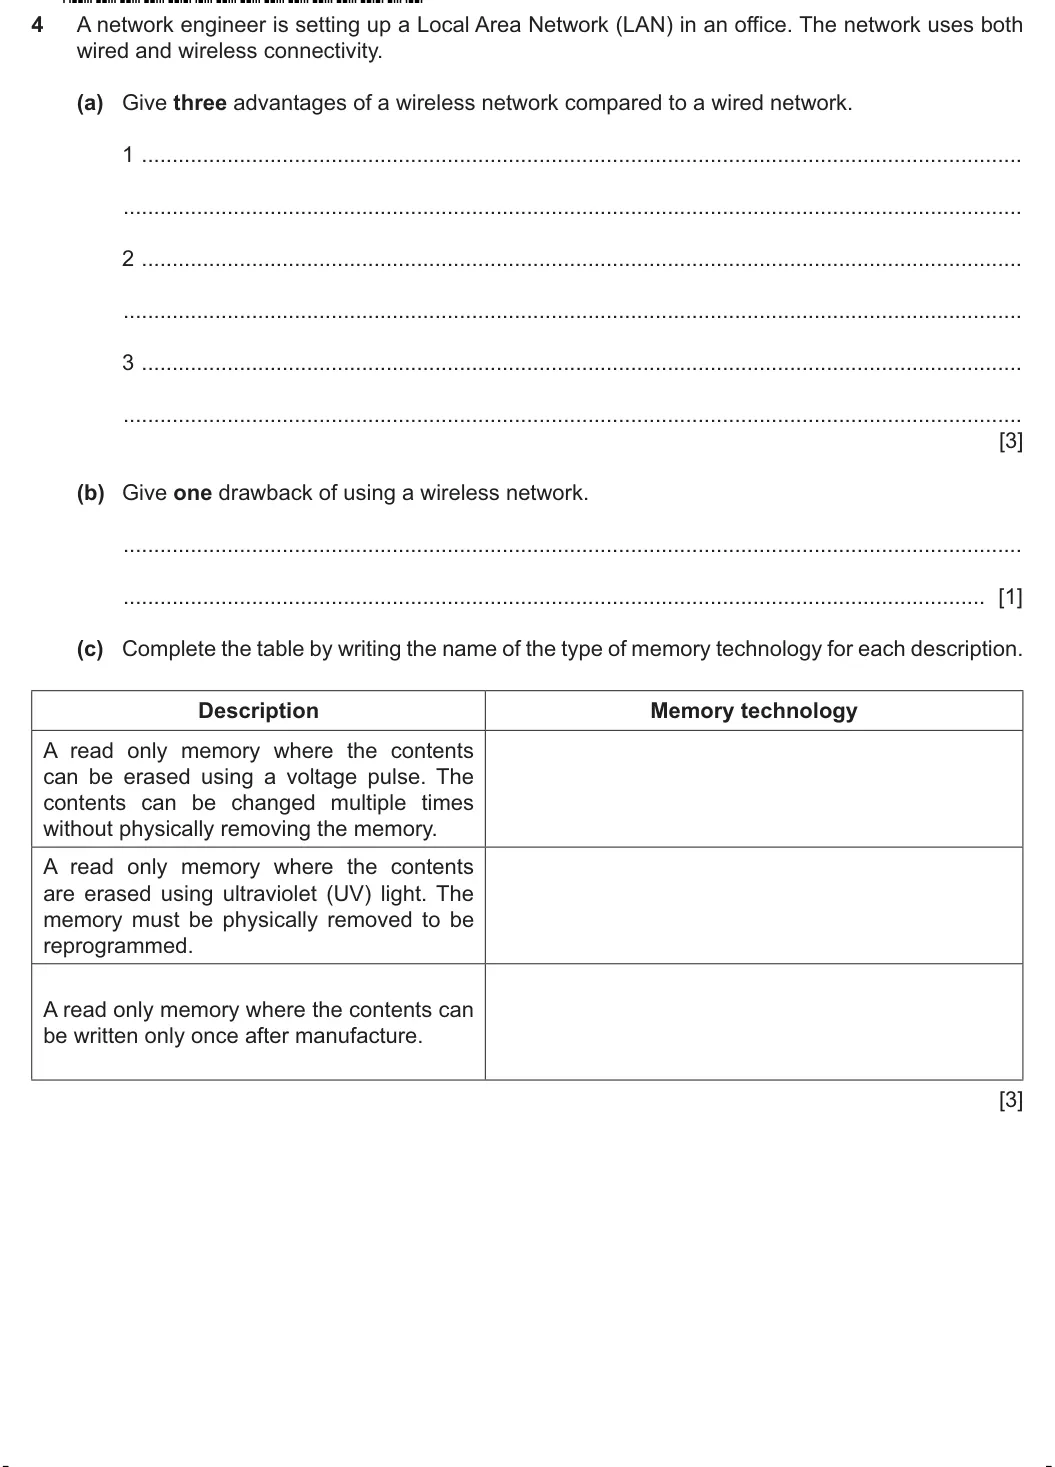 4 A network engineer is setting up a Local Area Network (LAN) in an office. The network uses both
wired and wireless connectivity.
(a) Give three advantages of a wireless network compared to a wired network.
1 ................................................................................................................................................
...................................................................................................................................................
2 ................................................................................................................................................
...................................................................................................................................................
3 ................................................................................................................................................
...................................................................................................................................................
[3]
(b) Give one drawback of using a wireless network.
...................................................................................................................................................
............................................................................................................................................. [1]
(c) Complete the table by writing the name of the type of memory technology for each description.
Description Memory technology
A read only memory where the contents
can be erased using a voltage pulse. The
contents can be changed multiple times
without physically removing the memory.
A read only memory where the contents
are erased using ultraviolet (UV) light. The
memory must be physically removed to be
reprogrammed.
A read only memory where the contents can
be written only once after manufacture.
[3]